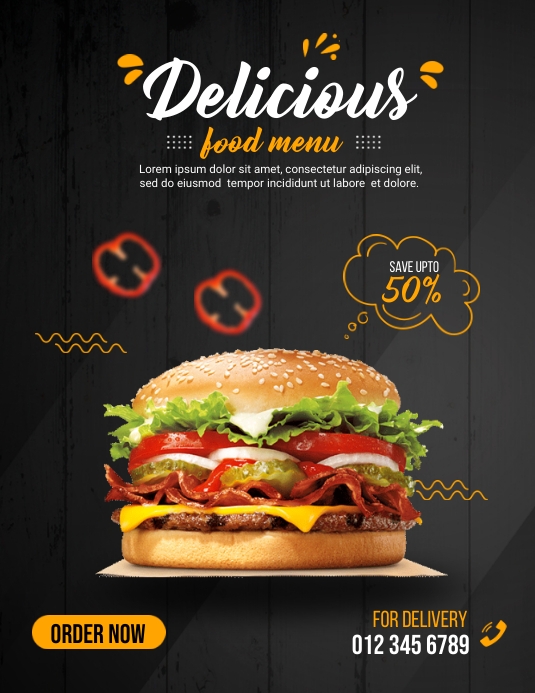 Delicious
food menu
Lorem ipsum dolor sit amet, consectetur adipiscing elit,
sed do eiusmod tempor incididunt ut labore et dolore.
SAVE UPTO
50%
ORDER NOW
FOR DELIVERY
012 345 6789